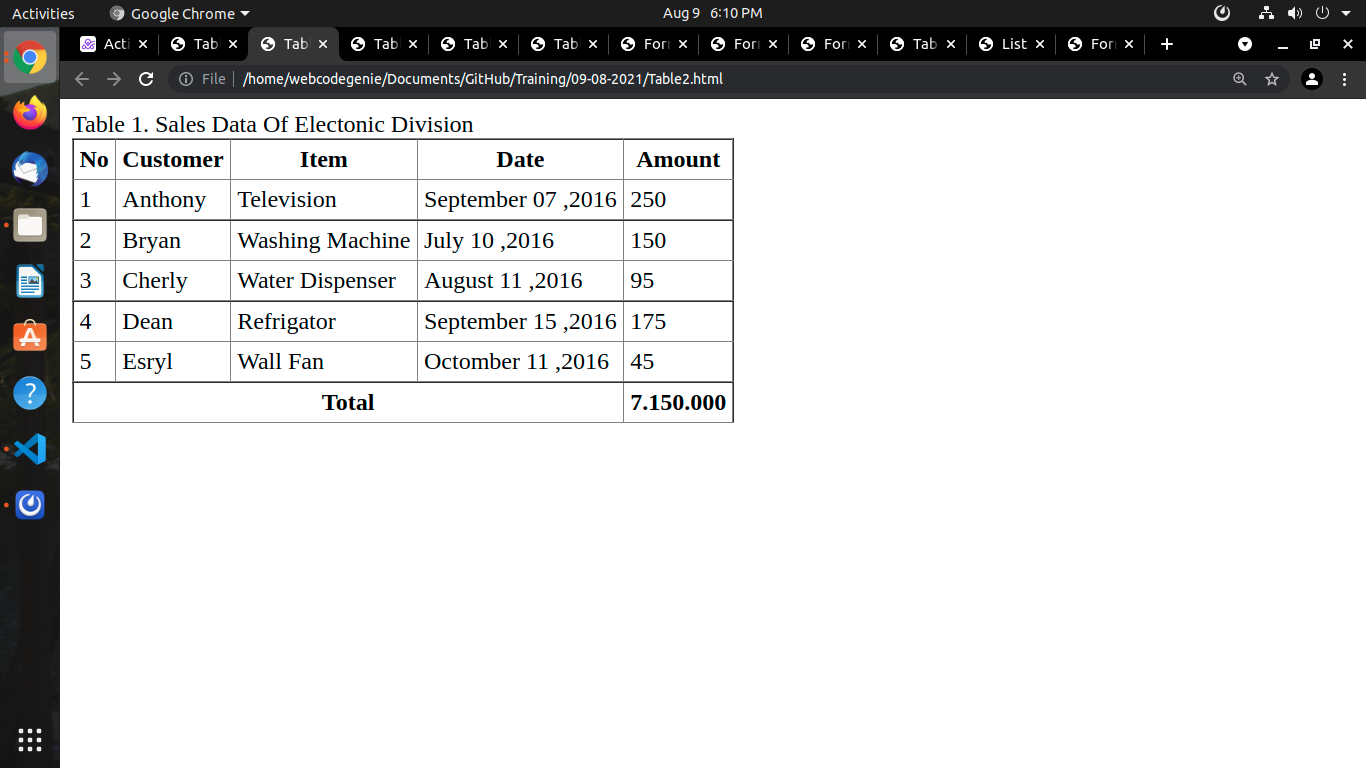 Activities Google Chrome Aug 9 6:10 PM
Acti Tab Tab Tab Tab Tab For For For Tab List For
File /home/webcodegenie/Documents/GitHub/Training/09-08-2021/Table2.html
Table 1. Sales Data Of Electonic Division
No Customer Item Date Amount
1 Anthony Television September 07 ,2016 250
2 Bryan Washing Machine July 10 ,2016 150
3 Cherly Water Dispenser August 11 ,2016 95
4 Dean Refrigator September 15 ,2016 175
5 Esryl Wall Fan Octomber 11 ,2016 45
Total 7.150.000